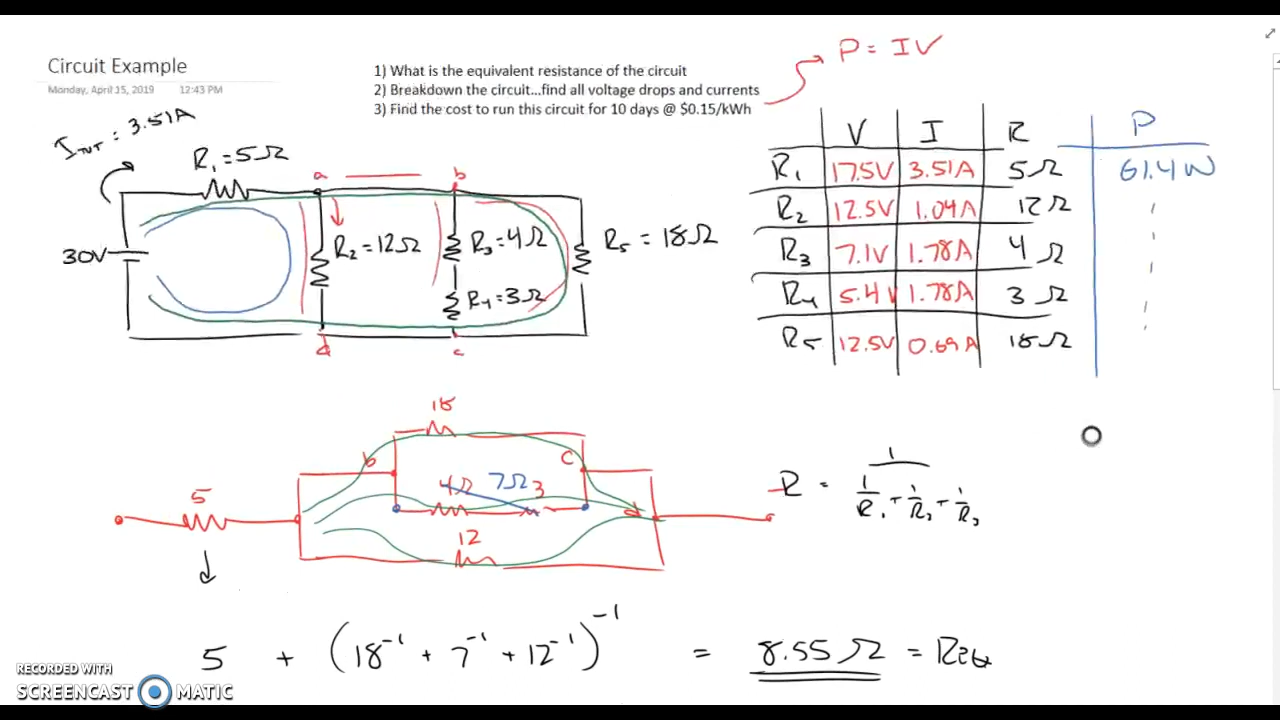 Circuit Example
Monday, April 15, 2019 12:43 PM
1) What is the equivalent resistance of the circuit
2) Breakdown the circuit...find all voltage drops and currents
3) Find the cost to run this circuit for 10 days @ $0.15/kWh
P = IV
I TOT = 3.51A
R1 = 5Ω
a
b
30V
R2 = 12Ω
R3 = 4Ω
R4 = 3Ω
R5 = 18Ω
d
c
V I R P
R1 17.5V 3.51A 5Ω 61.4W
R2 12.5V 1.04A 12Ω
R3 7.1V 1.78A 4Ω
R4 5.4V 1.78A 3Ω
R5 12.5V 0.69A 18Ω
18
b
c
4Ω 7Ω 3
5
d
12
R = 1
1/R1 + 1/R2 + 1/R3
5 + (18⁻¹ + 7⁻¹ + 12⁻¹)⁻¹ = 8.55Ω = REQ
RECORDED WITH
SCREENCAST MATIC